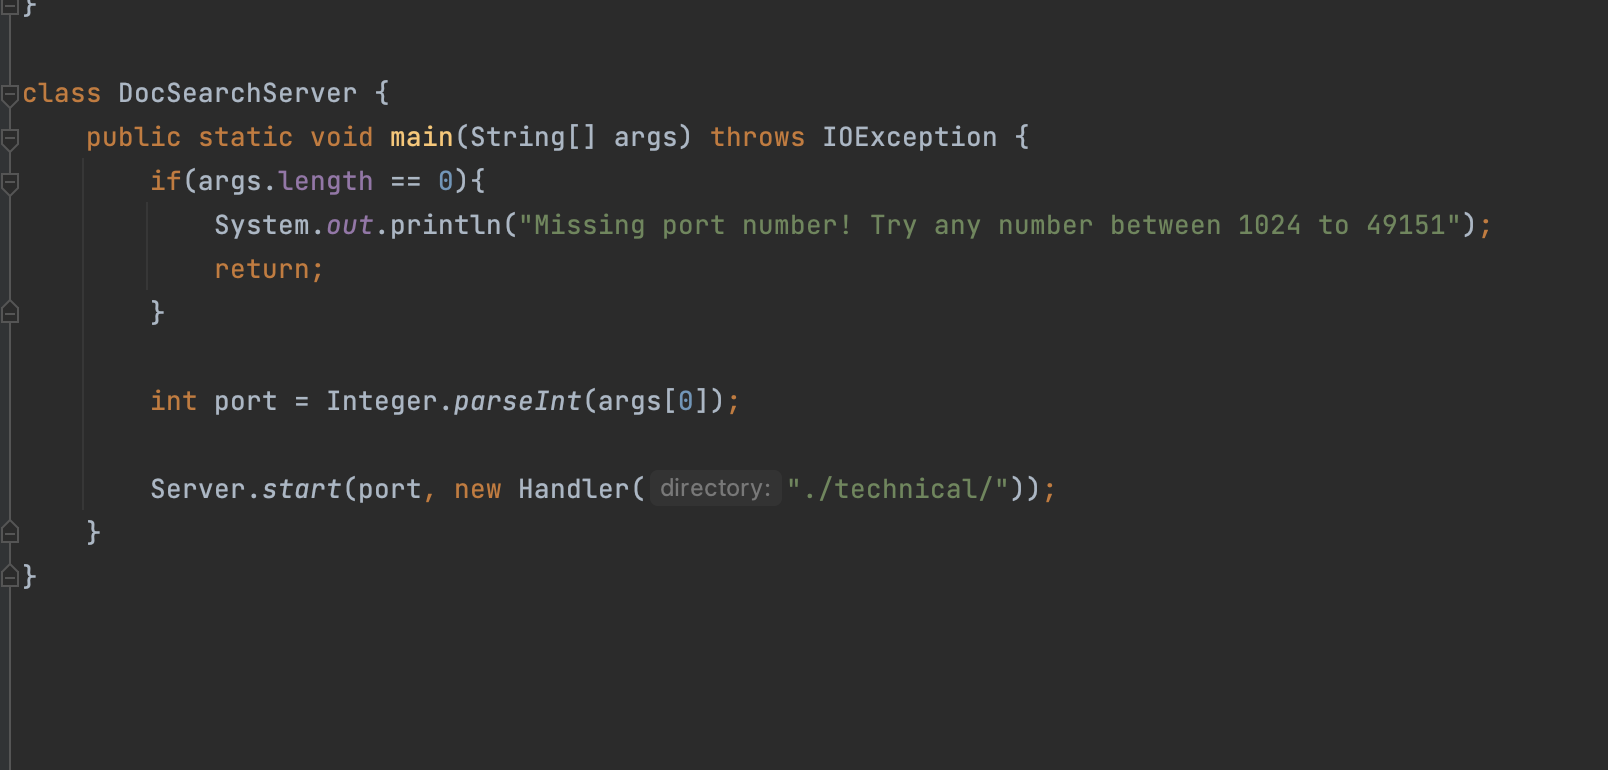 }
class DocSearchServer {
    public static void main(String[] args) throws IOException {
        if(args.length == 0){
            System.out.println("Missing port number! Try any number between 1024 to 49151");
            return;
        }
        int port = Integer.parseInt(args[0]);
        Server.start(port, new Handler( directory: "./technical/"));
    }
}